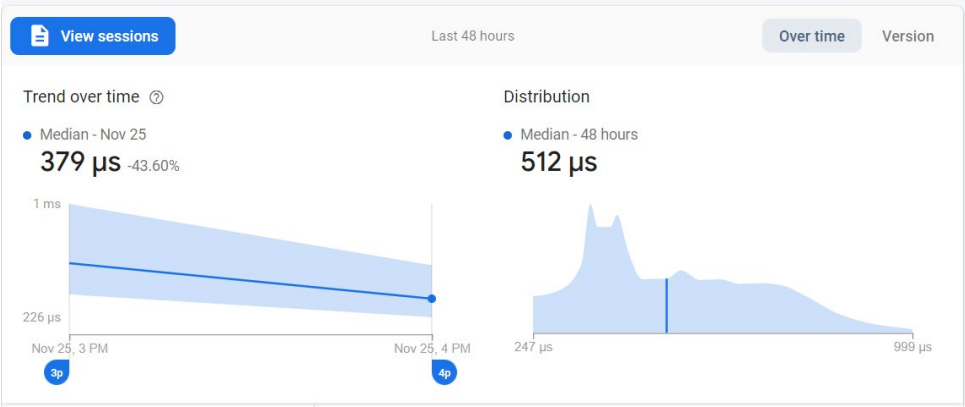 View sessions
Last 48 hours
Over time
Version
Trend over time ?
Median - Nov 25
379 μs -43.60%
1 ms
226 μs
Nov 25, 3 PM
Nov 25, 4 PM
3p
4p
Distribution
Median - 48 hours
512 μs
247 μs
999 μs